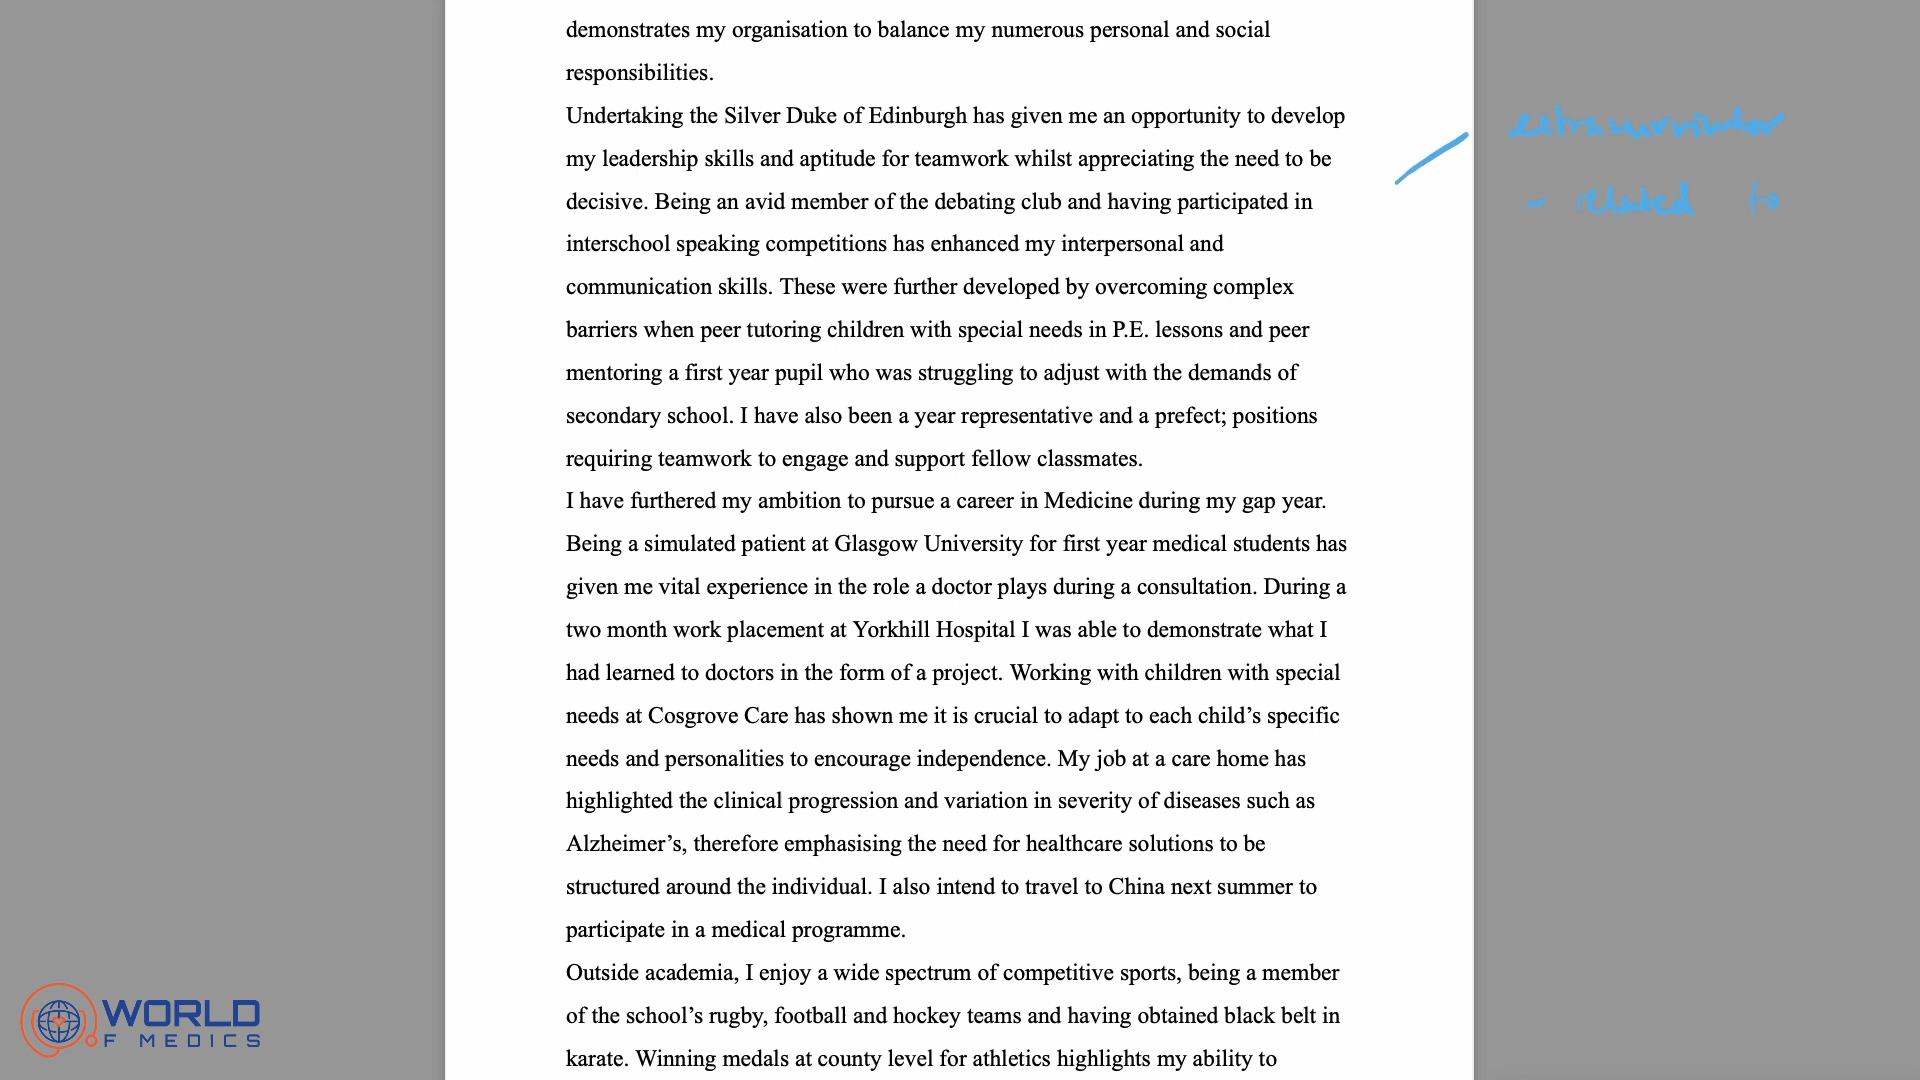 demonstrates my organisation to balance my numerous personal and social
responsibilities.
Undertaking the Silver Duke of Edinburgh has given me an opportunity to develop
my leadership skills and aptitude for teamwork whilst appreciating the need to be
decisive. Being an avid member of the debating club and having participated in
interschool speaking competitions has enhanced my interpersonal and
communication skills. These were further developed by overcoming complex
barriers when peer tutoring children with special needs in P.E. lessons and peer
mentoring a first year pupil who was struggling to adjust with the demands of
secondary school. I have also been a year representative and a prefect; positions
requiring teamwork to engage and support fellow classmates.
I have furthered my ambition to pursue a career in Medicine during my gap year.
Being a simulated patient at Glasgow University for first year medical students has
given me vital experience in the role a doctor plays during a consultation. During a
two month work placement at Yorkhill Hospital I was able to demonstrate what I
had learned to doctors in the form of a project. Working with children with special
needs at Cosgrove Care has shown me it is crucial to adapt to each child’s specific
needs and personalities to encourage independence. My job at a care home has
highlighted the clinical progression and variation in severity of diseases such as
Alzheimer’s, therefore emphasising the need for healthcare solutions to be
structured around the individual. I also intend to travel to China next summer to
participate in a medical programme.
Outside academia, I enjoy a wide spectrum of competitive sports, being a member
of the school’s rugby, football and hockey teams and having obtained black belt in
karate. Winning medals at county level for athletics highlights my ability to
- related to
WORLD
OF MEDICS